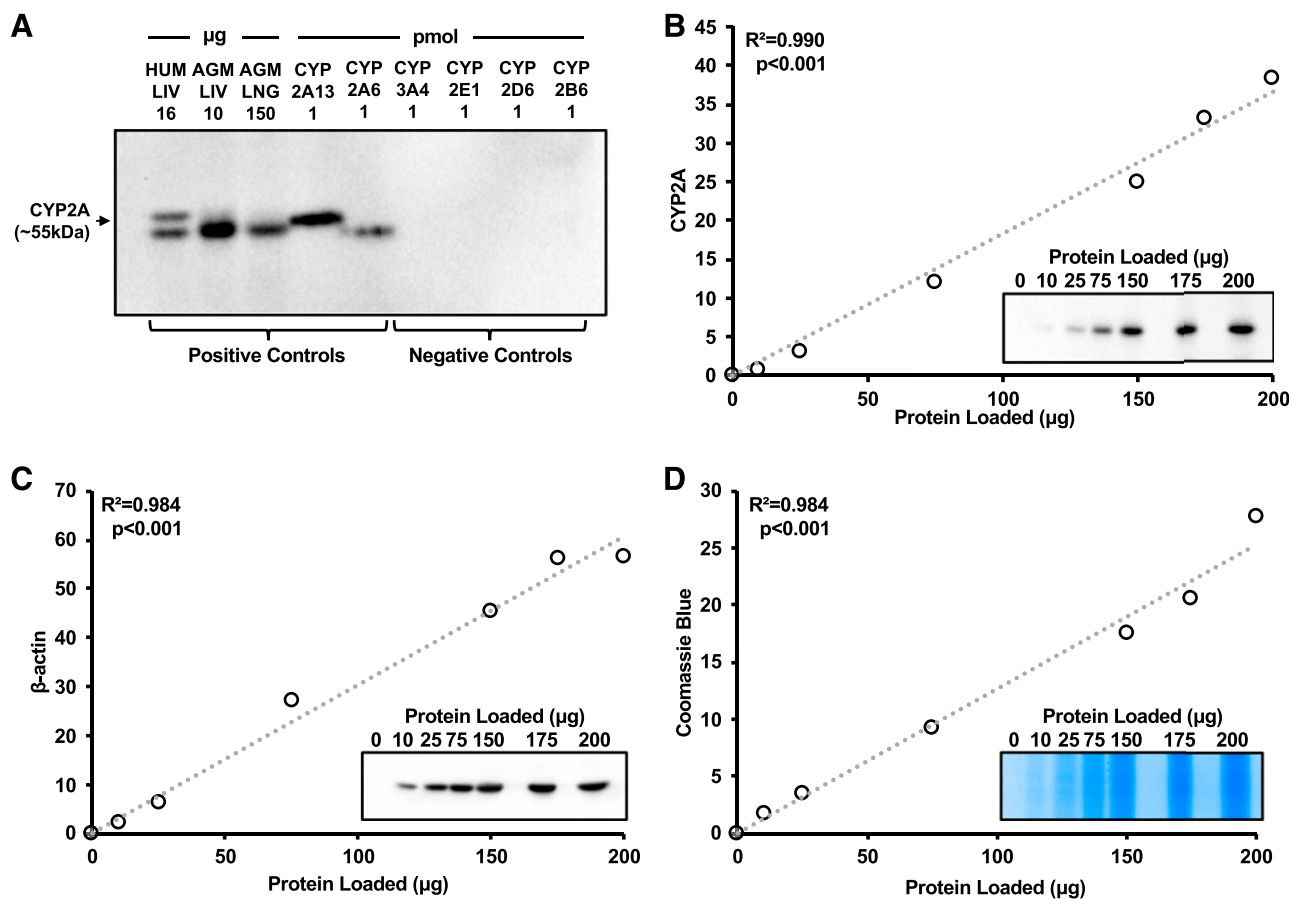 A
µg
pmol
HUM AGM AGM CYP CYP CYP CYP CYP CYP
LIV LIV LNG 2A13 2A6 3A4 2E1 2D6 2B6
16 10 150 1 1 1 1 1 1
CYP2A
(~55kDa)
Positive Controls
Negative Controls
B
R²=0.990
p<0.001
45
40
35
30
25
20
15
10
5
0
CYP2A
0 50 100 150 200
Protein Loaded (µg)
Protein Loaded (µg)
0 10 25 75 150 175 200
C
R²=0.984
p<0.001
70
60
50
40
30
20
10
0
β-actin
0 50 100 150 200
Protein Loaded (µg)
Protein Loaded (µg)
0 10 25 75 150 175 200
D
R²=0.984
p<0.001
30
25
20
15
10
5
0
Coomassie Blue
0 50 100 150 200
Protein Loaded (µg)
Protein Loaded (µg)
0 10 25 75 150 175 200